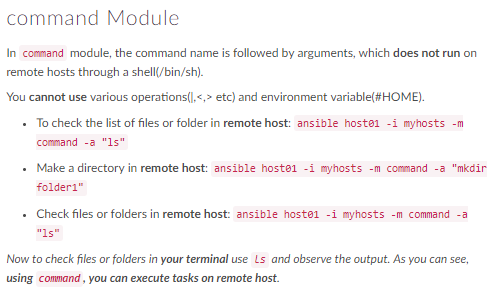 command Module
In command module, the command name is followed by arguments, which does not run on
remote hosts through a shell(/bin/sh).
You cannot use various operations(|,<,> etc) and environment variable(#HOME).
• To check the list of files or folder in remote host: ansible host01 -i myhosts -m
command -a "ls"
• Make a directory in remote host: ansible host01 -i myhosts -m command -a "mkdir
folder1"
• Check files or folders in remote host: ansible host01 -i myhosts -m command -a
"ls"
Now to check files or folders in your terminal use ls and observe the output. As you can see,
using command, you can execute tasks on remote host.